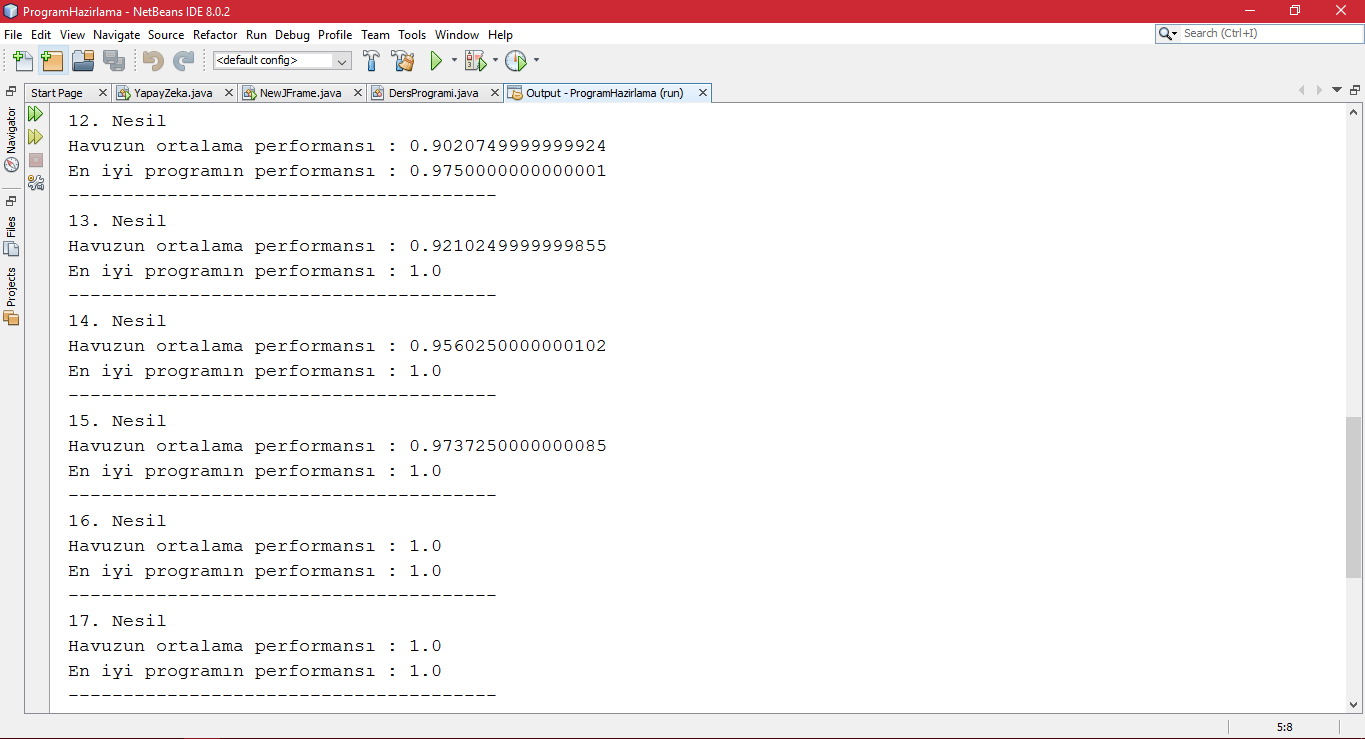 ProgramHazirlama - NetBeans IDE 8.0.2
File Edit View Navigate Source Refactor Run Debug Profile Team Tools Window Help
Search (Ctrl+I)
<default config>
Start Page YapayZeka.java NewJFrame.java DersProgrami.java Output - ProgramHazirlama (run)
Navigator
Files
Projects
12. Nesil
Havuzun ortalama performansı : 0.9020749999999924
En iyi programın performansı : 0.9750000000000001
---------------------------------------
13. Nesil
Havuzun ortalama performansı : 0.9210249999999855
En iyi programın performansı : 1.0
---------------------------------------
14. Nesil
Havuzun ortalama performansı : 0.9560250000000102
En iyi programın performansı : 1.0
---------------------------------------
15. Nesil
Havuzun ortalama performansı : 0.9737250000000085
En iyi programın performansı : 1.0
---------------------------------------
16. Nesil
Havuzun ortalama performansı : 1.0
En iyi programın performansı : 1.0
---------------------------------------
17. Nesil
Havuzun ortalama performansı : 1.0
En iyi programın performansı : 1.0
---------------------------------------
5:8